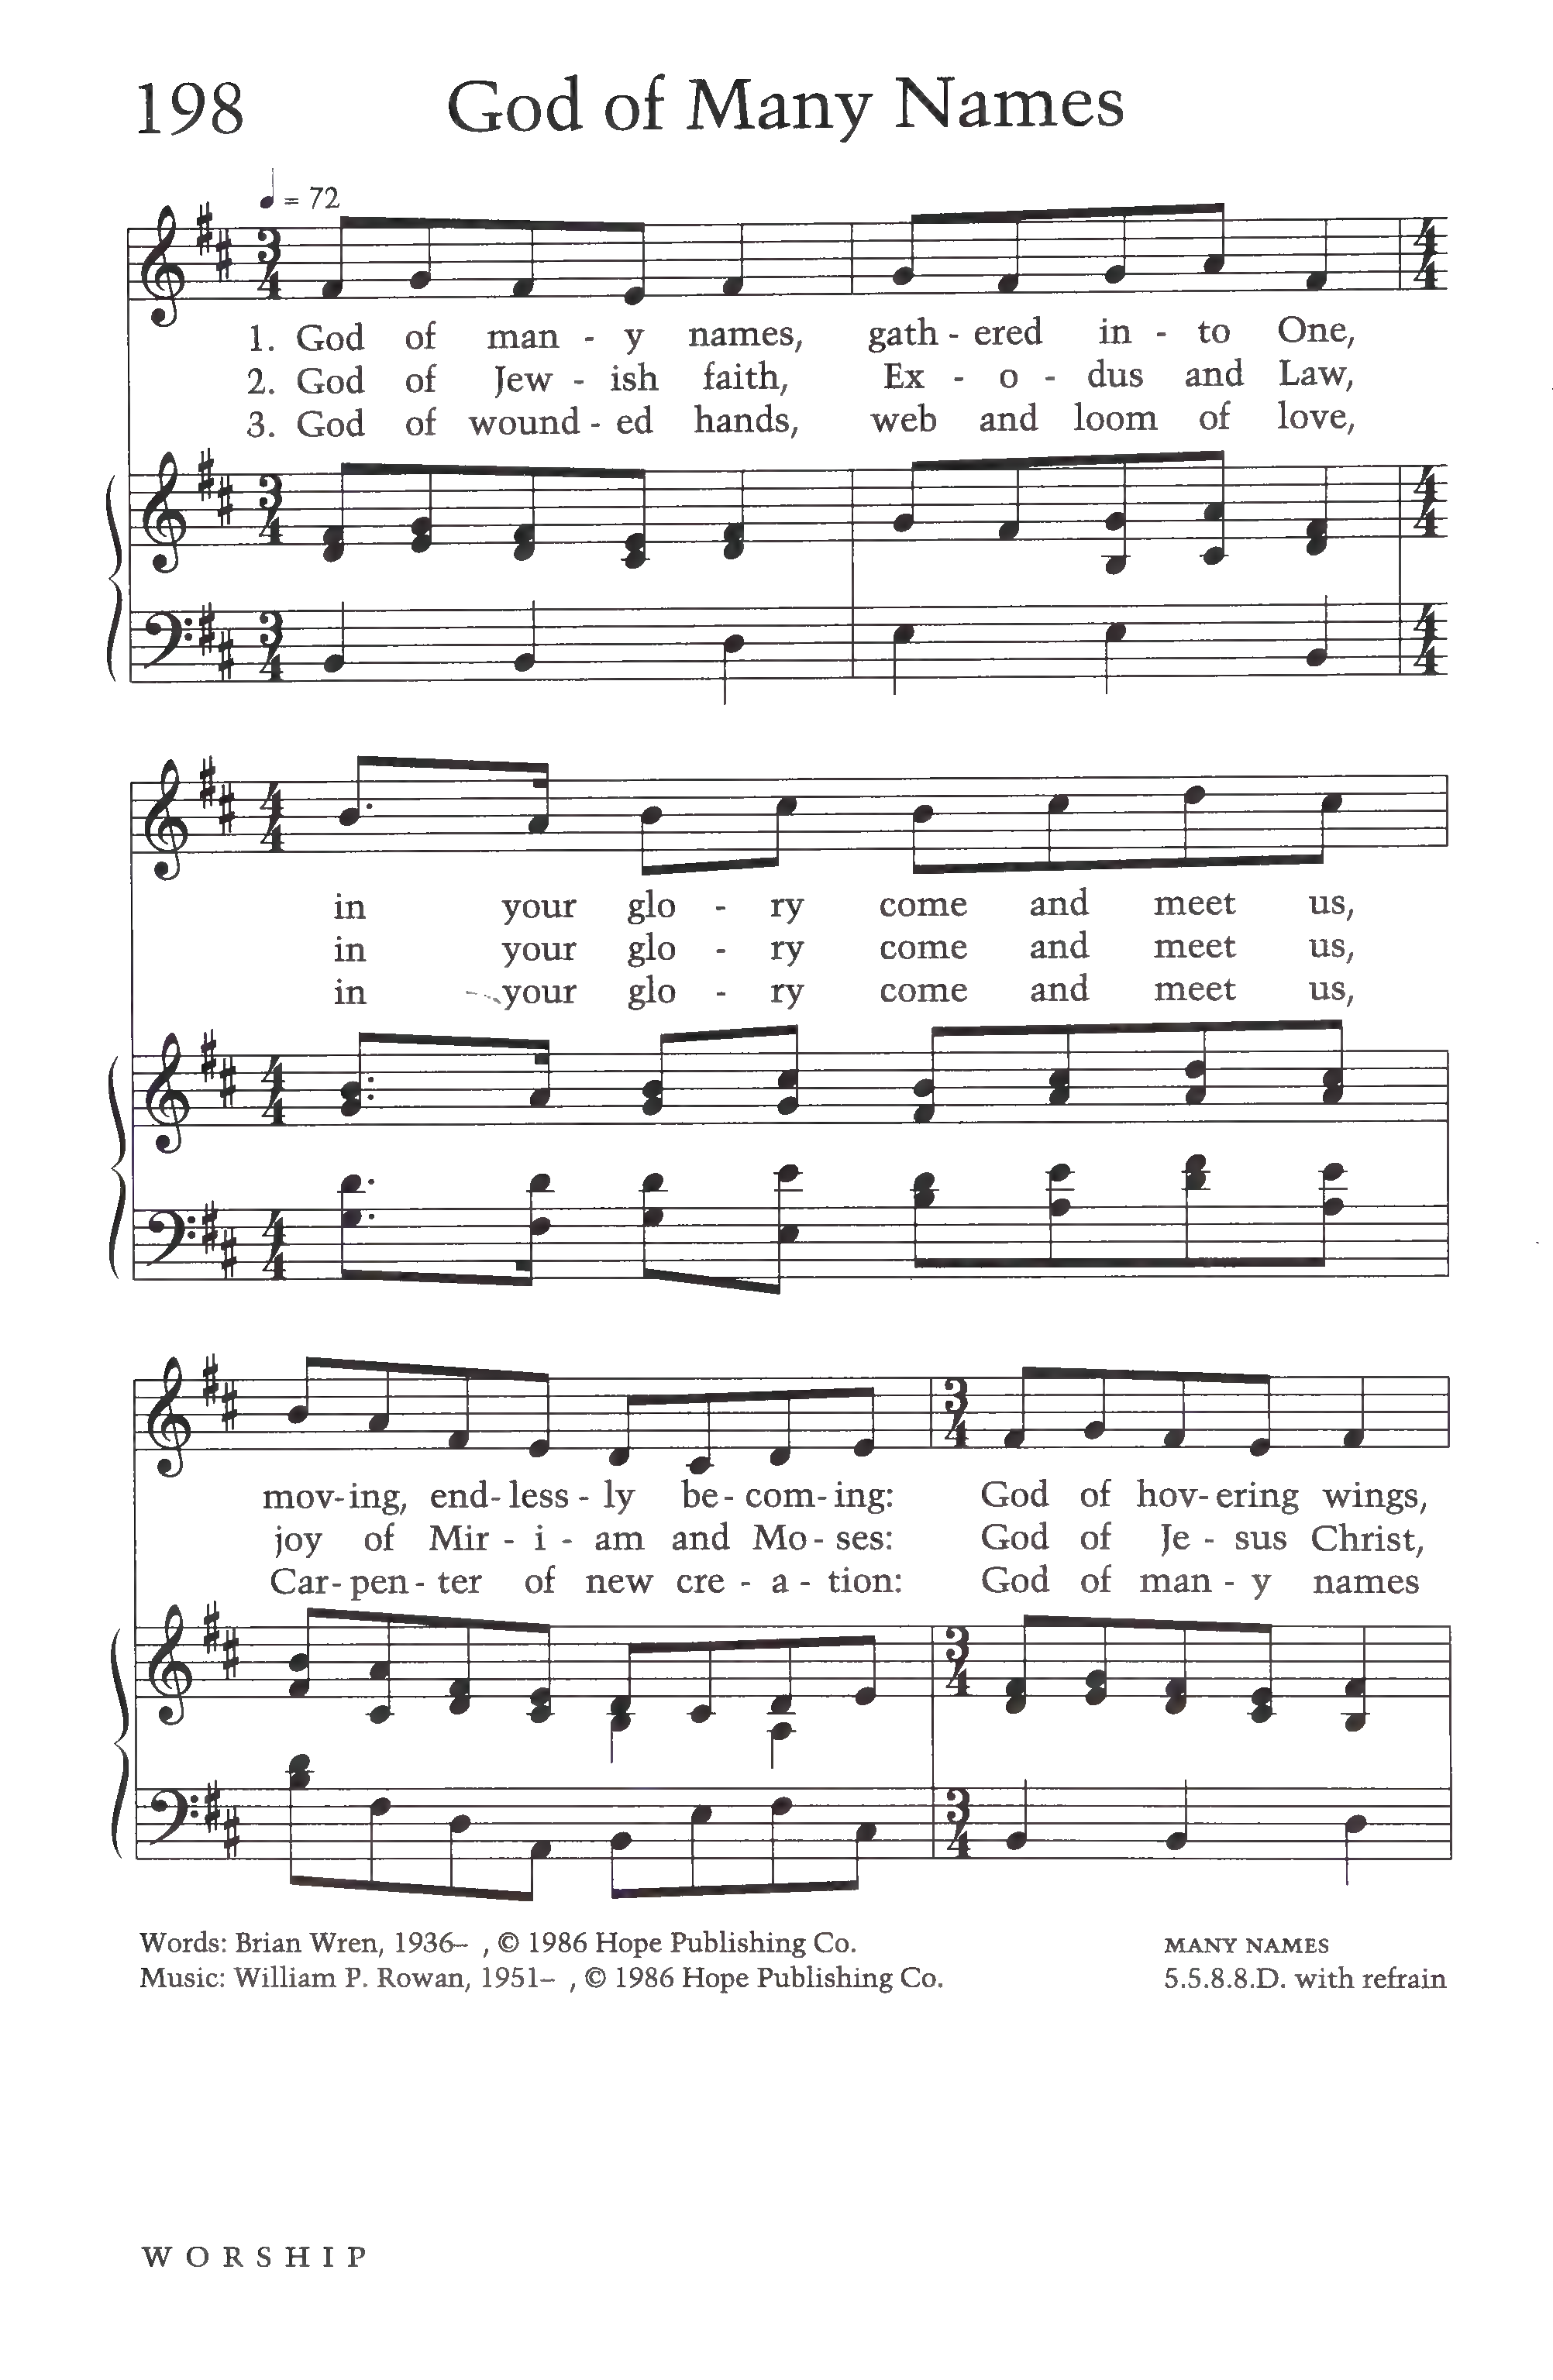 198 God of Many Names
= 72
1. God of man - y names, gath - ered in - to One,
2. God of Jew - ish faith, Ex - o - dus and Law,
3. God of wound - ed hands, web and loom of love,
in your glo - ry come and meet us,
in your glo - ry come and meet us,
in your glo - ry come and meet us,
mov-ing, end-less - ly be-com-ing: God of hov-ering wings,
joy of Mir - i - am and Mo - ses: God of Je - sus Christ,
Car-pen - ter of new cre - a - tion: God of man - y names
Words: Brian Wren, 1936– , © 1986 Hope Publishing Co. MANY NAMES
Music: William P. Rowan, 1951– , © 1986 Hope Publishing Co. 5.5.8.8.D. with refrain
WORSHIP